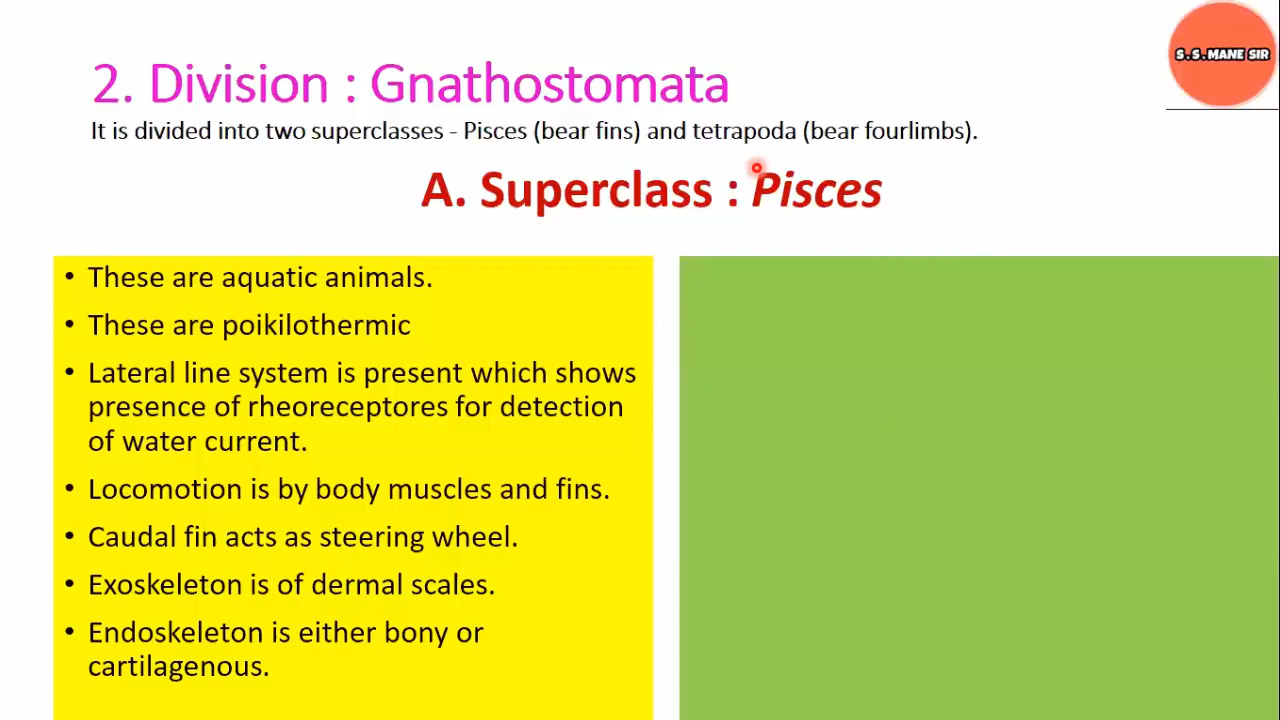 S.S.MANE SIR
2. Division : Gnathostomata
It is divided into two superclasses - Pisces (bear fins) and tetrapoda (bear fourlimbs).
A. Superclass : Pisces
• These are aquatic animals.
• These are poikilothermic
• Lateral line system is present which shows
presence of rheoreceptores for detection
of water current.
• Locomotion is by body muscles and fins.
• Caudal fin acts as steering wheel.
• Exoskeleton is of dermal scales.
• Endoskeleton is either bony or
cartilagenous.